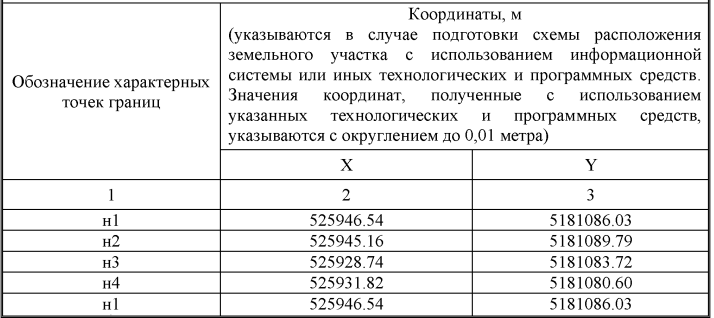 Обозначение характерных
точек границ
Координаты, м
(указываются в случае подготовки схемы расположения
земельного участка с использованием информационной
системы или иных технологических и программных средств.
Значения координат, полученные с использованием
указанных технологических и программных средств,
указываются с округлением до 0,01 метра)
X Y
1 2 3
н1 525946.54 5181086.03
н2 525945.16 5181089.79
н3 525928.74 5181083.72
н4 525931.82 5181080.60
н1 525946.54 5181086.03